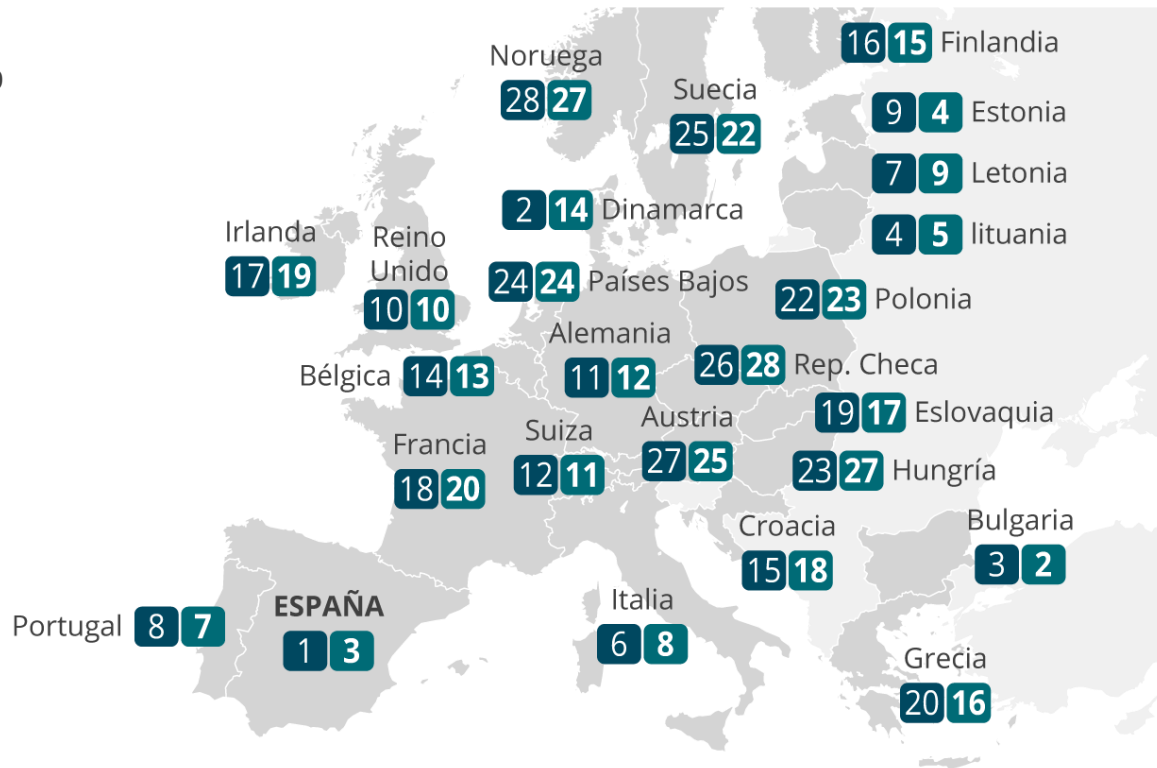 16 15 Finlandia
Noruega
28 27
Suecia
25 22
9 4 Estonia
7 9 Letonia
2 14 Dinamarca
4 5 lituania
Irlanda
17 19
Reino
Unido
10 10
24 24 Países Bajos
22 23 Polonia
Alemania
11 12
26 28 Rep. Checa
Bélgica 14 13
19 17 Eslovaquia
Austria
27 25
Suiza
12 11
Francia
18 20
23 27 Hungría
Croacia
15 18
Bulgaria
3 2
Portugal 8 7
ESPAÑA
1 3
Italia
6 8
Grecia
20 16